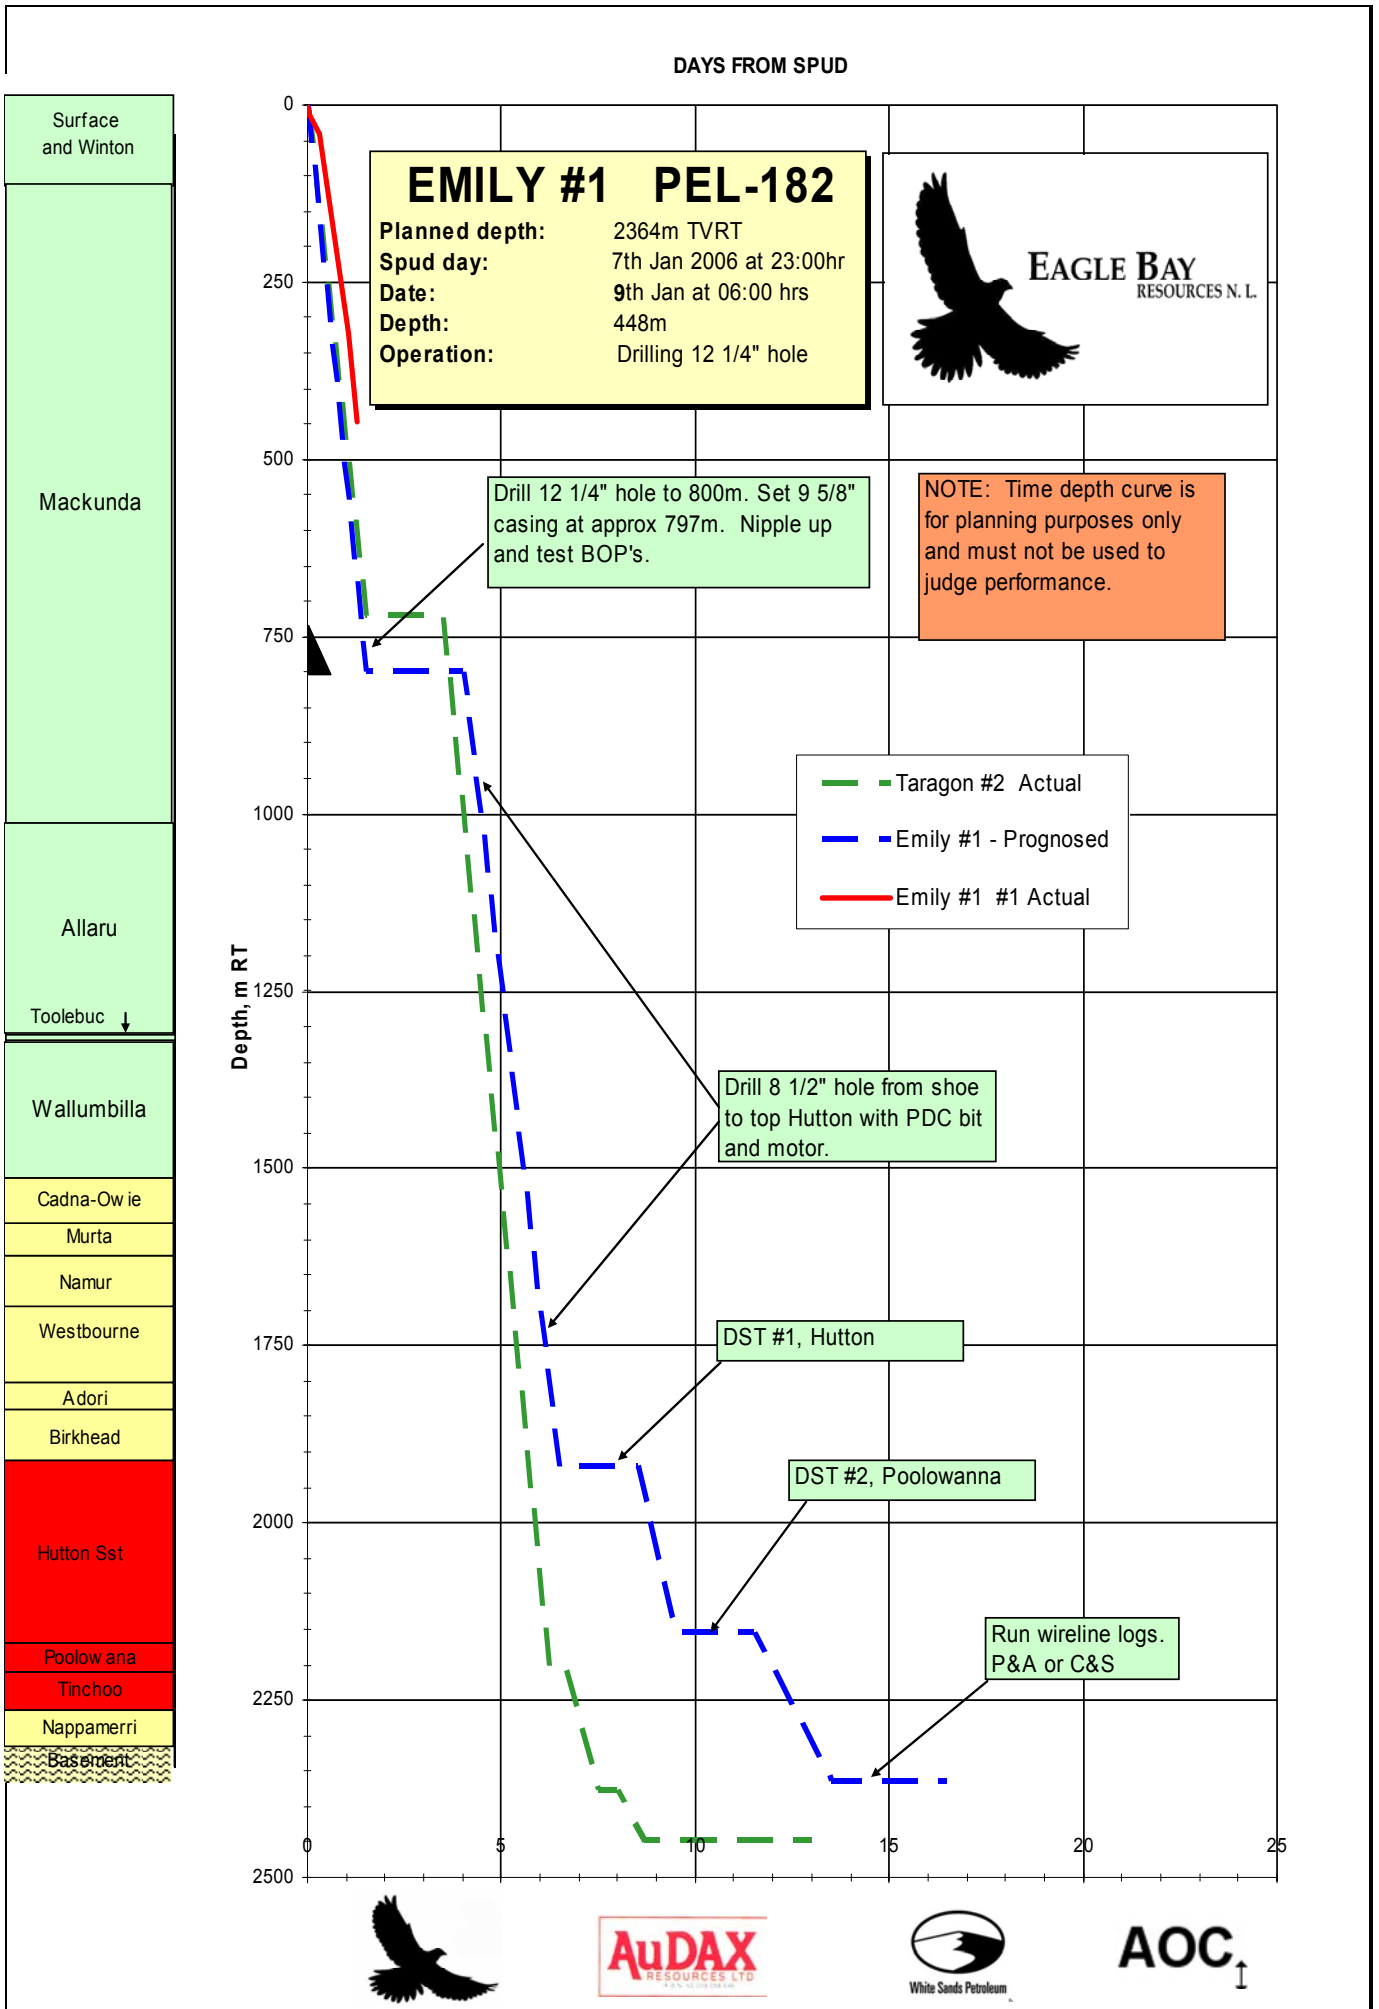 DAYS FROM SPUD
Surface
and Winton
Mackunda
Allaru
Toolebuc
Wallumbilla
Cadna-Owie
Murta
Namur
Westbourne
Adori
Birkhead
Hutton Sst
Poolowana
Tinchoo
Nappamerri
Basement
Depth, m RT
0
250
500
750
1000
1250
1500
1750
2000
2250
2500
0 5 10 15 20 25
EMILY #1 PEL-182
Planned depth: 2364m TVRT
Spud day: 7th Jan 2006 at 23:00hr
Date: 9th Jan at 06:00 hrs
Depth: 448m
Operation: Drilling 12 1/4" hole
EAGLE BAY
RESOURCES N. L.
Drill 12 1/4" hole to 800m. Set 9 5/8"
casing at approx 797m. Nipple up
and test BOP's.
NOTE: Time depth curve is
for planning purposes only
and must not be used to
judge performance.
Taragon #2 Actual
Emily #1 - Prognosed
Emily #1 #1 Actual
Drill 8 1/2" hole from shoe
to top Hutton with PDC bit
and motor.
DST #1, Hutton
DST #2, Poolowanna
Run wireline logs.
P&A or C&S
AuDAX
RESOURCES LTD
White Sands Petroleum
AOC